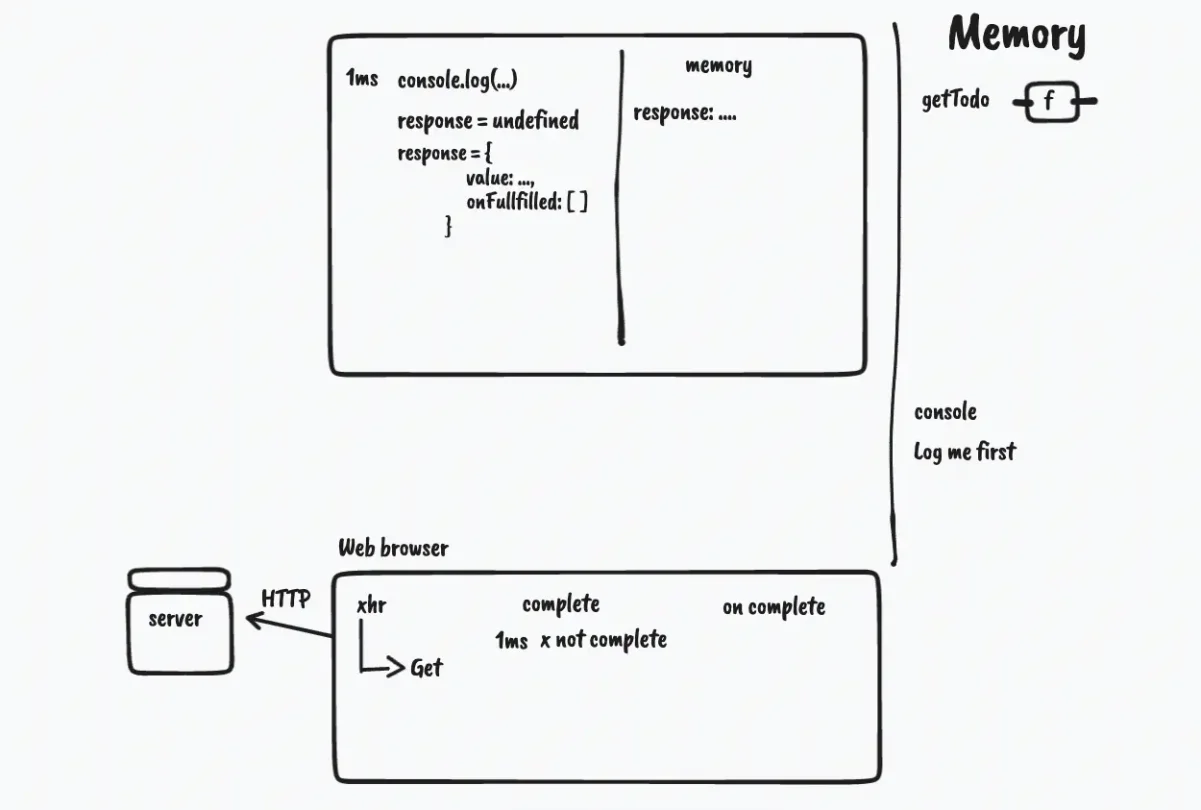 Memory
memory
1ms console.log(...)
getTodo f
response: ....
response = undefined
response = {
value: ...,
onFullfilled: [ ]
}
console
Log me first
Web browser
HTTP
server
xhr complete on complete
1ms x not complete
Get